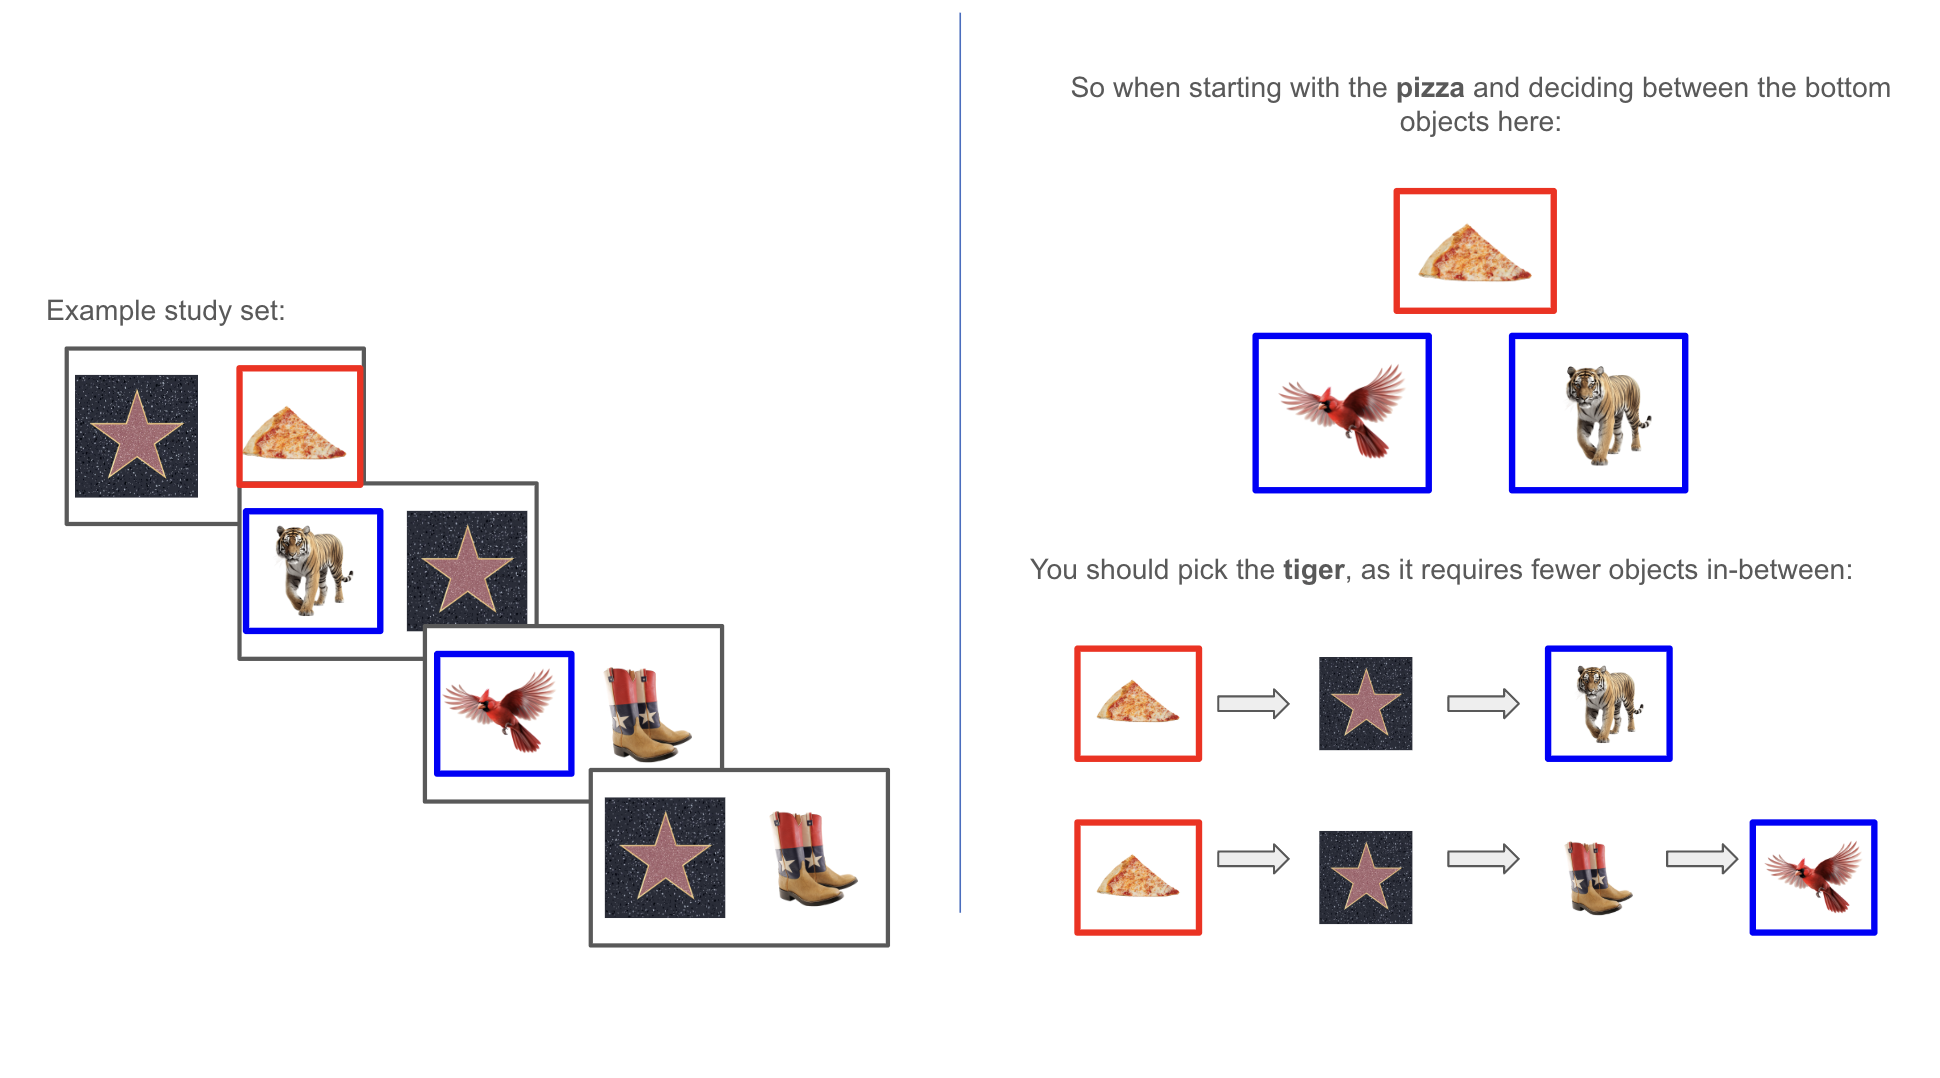 Example study set:
So when starting with the pizza and deciding between the bottom
objects here:
You should pick the tiger, as it requires fewer objects in-between: